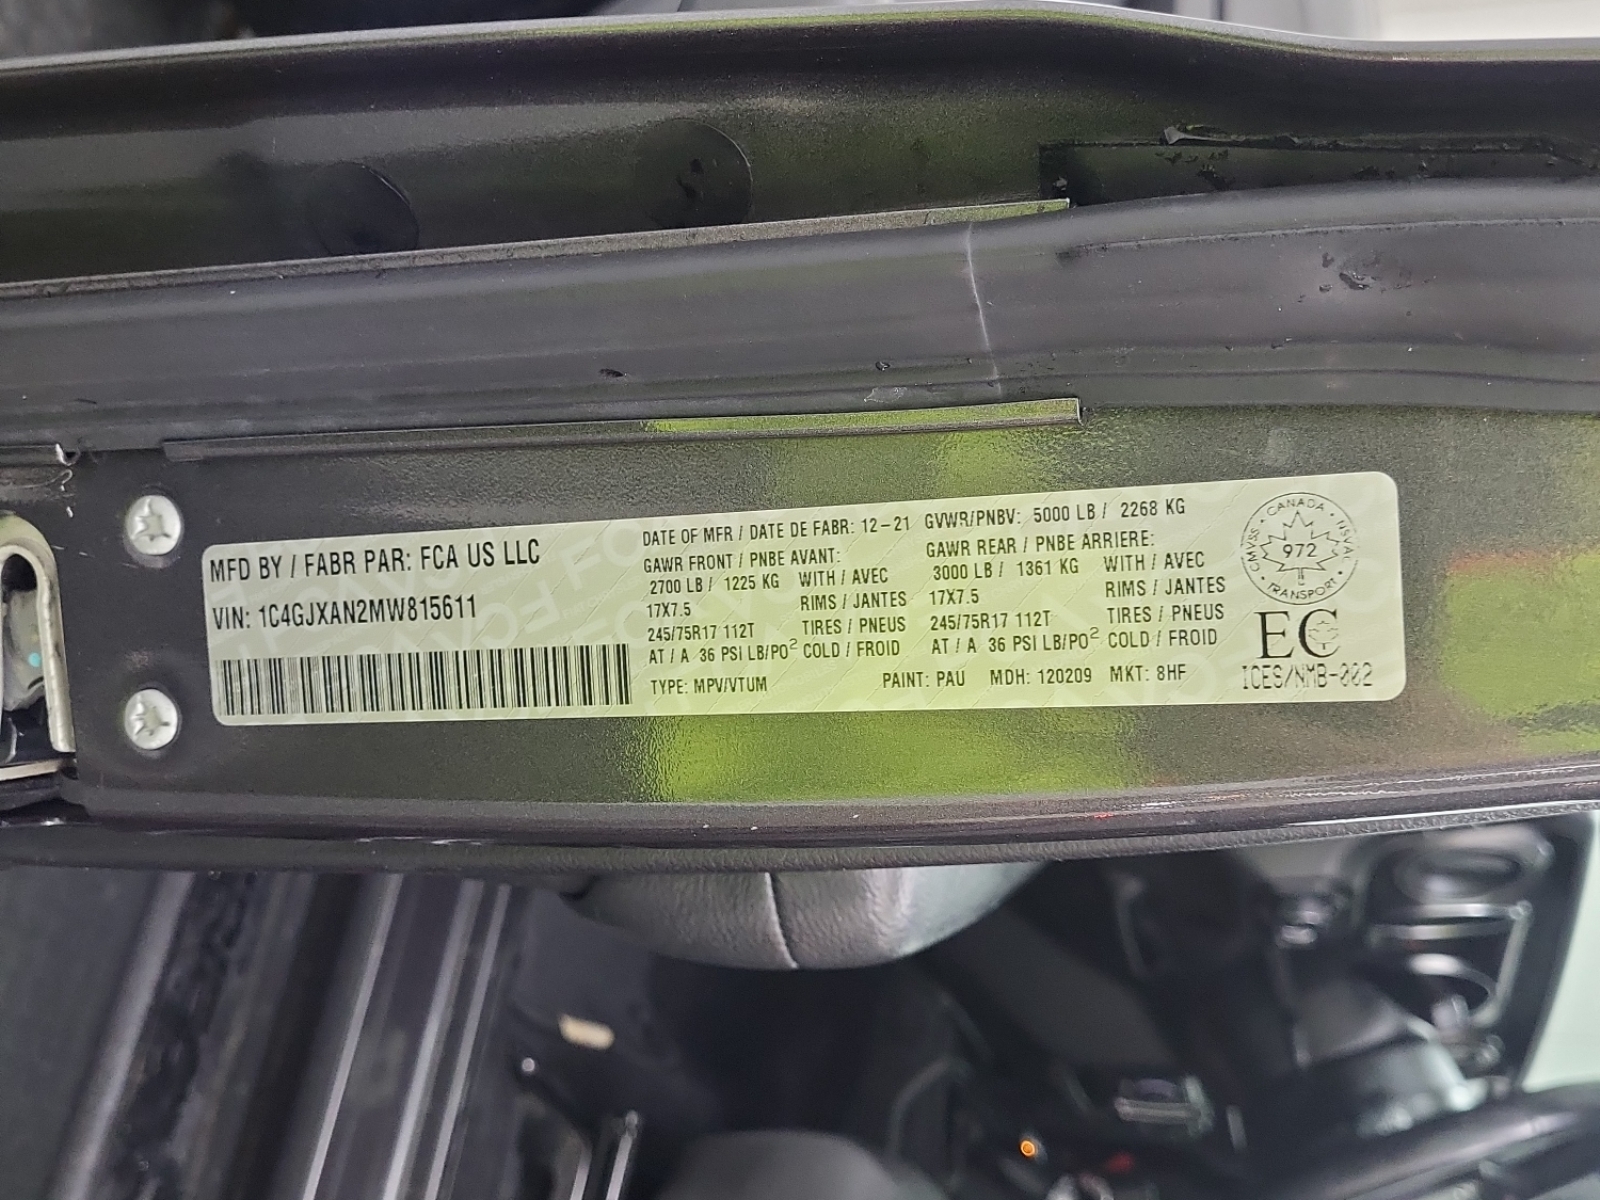 MFD BY / FABR PAR: FCA US LLC
VIN: 1C4GJXAN2MW815611
DATE OF MFR / DATE DE FABR: 12-21 GVWR/PNBV: 5000 LB / 2268 KG
GAWR FRONT / PNBE AVANT: GAWR REAR / PNBE ARRIERE:
2700 LB / 1225 KG WITH / AVEC 3000 LB / 1361 KG WITH / AVEC
17X7.5 RIMS / JANTES 17X7.5 RIMS / JANTES
245/75R17 112T TIRES / PNEUS 245/75R17 112T TIRES / PNEUS
AT / A 36 PSI LB/PO² COLD / FROID AT / A 36 PSI LB/PO² COLD / FROID
TYPE: MPV/VTUM PAINT: PAU MDH: 120209 MKT: 8HF
CANADA
CMVSS 972 NSVAC
TRANSPORT
EC
ICES/NMB-002